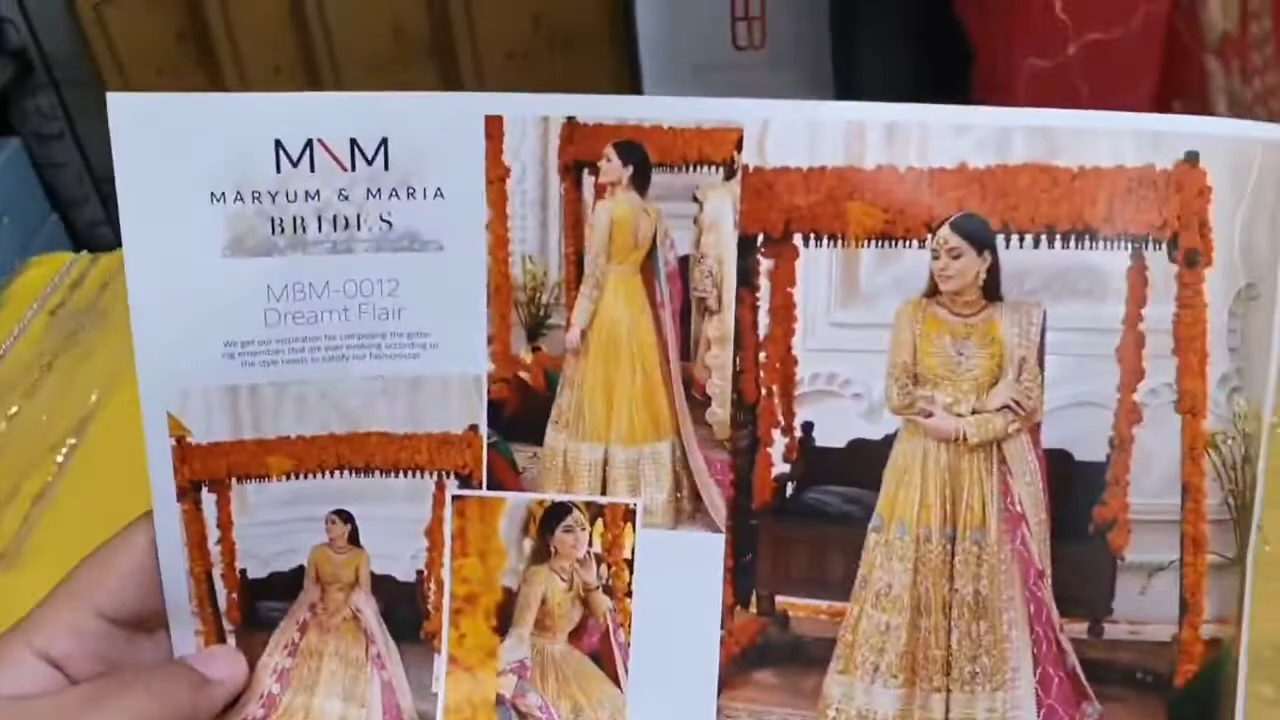 M\M
MARYUM & MARIA
BRIDES
MBM-0012
Dreamt Flair
We get our inspiration for composing the glitter-
ing ensembles that are ever evolving according to
the style needs to satisfy our fashionistas